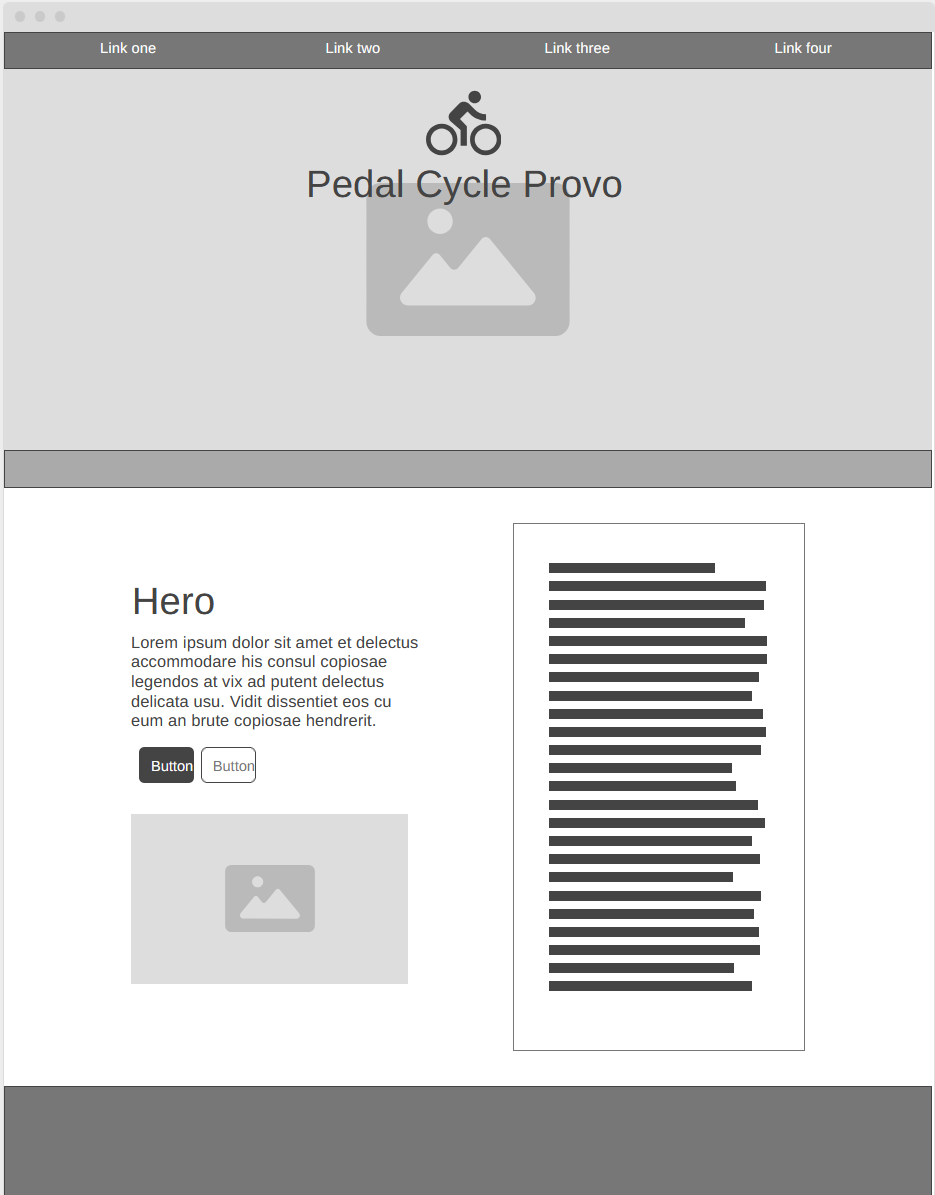 Link one
Link two
Link three
Link four
Pedal Cycle Provo
Hero
Lorem ipsum dolor sit amet et delectus
accommodare his consul copiosae
legendos at vix ad putent delectus
delicata usu. Vidit dissentiet eos cu
eum an brute copiosae hendrerit.
Button
Button